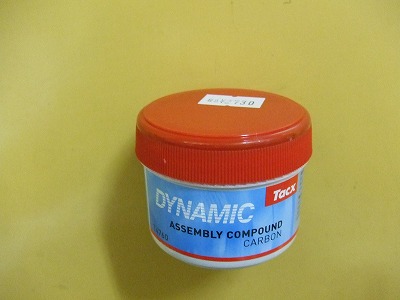 Tacx
DYNAMIC
ASSEMBLY COMPOUND
CARBON